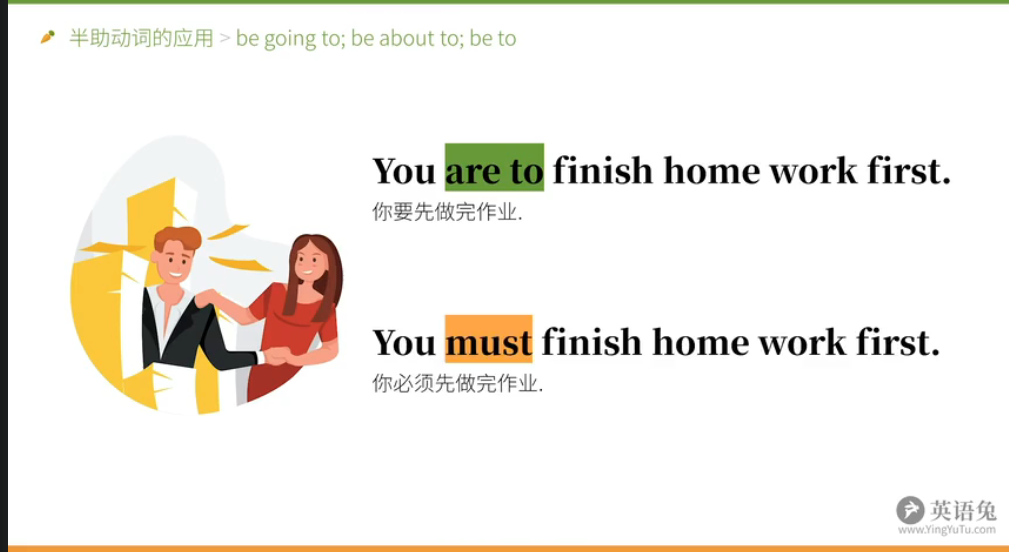 半助动词的应用 > be going to; be about to; be to
You are to finish home work first.
你要先做完作业.
You must finish home work first.
你必须先做完作业.
英语兔
www.YingYuTu.com